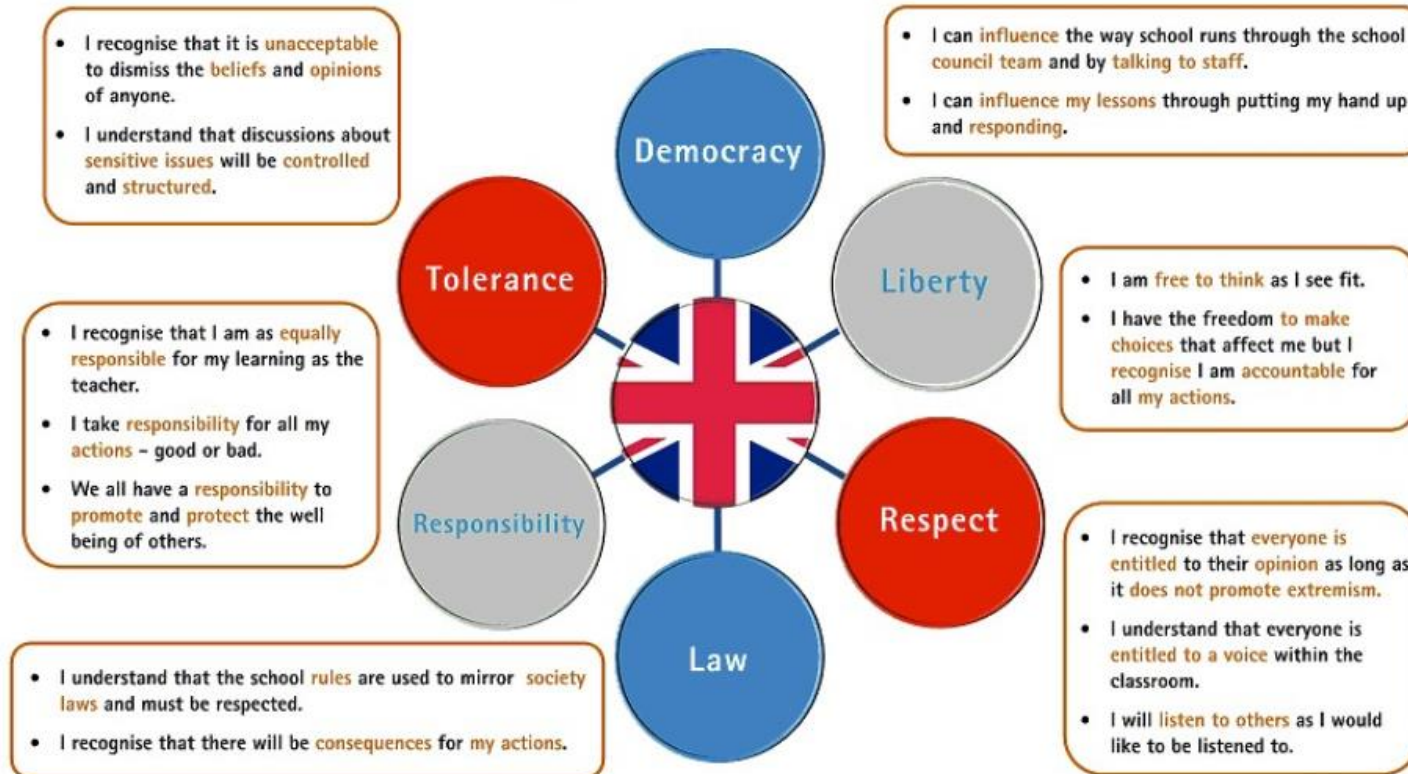 • I recognise that it is unacceptable
to dismiss the beliefs and opinions
of anyone.
• I understand that discussions about
sensitive issues will be controlled
and structured.
Democracy
• I can influence the way school runs through the school
council team and by talking to staff.
• I can influence my lessons through putting my hand up
and responding.
Tolerance
Liberty
• I am free to think as I see fit.
• I have the freedom to make
choices that affect me but I
recognise I am accountable for
all my actions.
• I recognise that I am as equally
responsible for my learning as the
teacher.
• I take responsibility for all my
actions – good or bad.
• We all have a responsibility to
promote and protect the well
being of others.
Responsibility
Respect
• I recognise that everyone is
entitled to their opinion as long as
it does not promote extremism.
• I understand that everyone is
entitled to a voice within the
classroom.
• I will listen to others as I would
like to be listened to.
Law
• I understand that the school rules are used to mirror society
laws and must be respected.
• I recognise that there will be consequences for my actions.